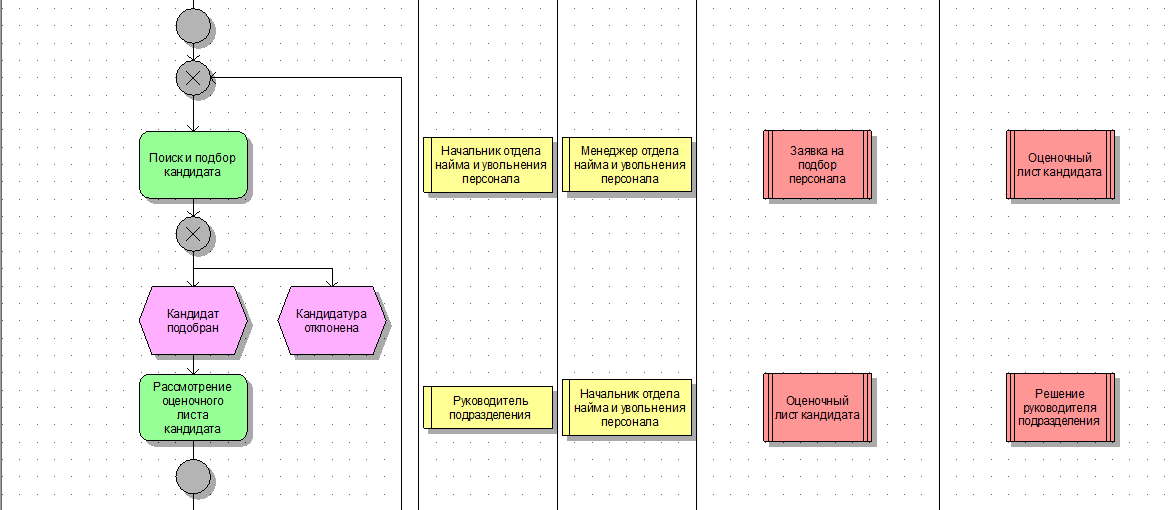 Поиск и подбор
кандидата
Начальник отдела
найма и увольнения
персонала
Менеджер отдела
найма и увольнения
персонала
Заявка на
подбор
персонала
Оценочный
лист кандидата
Кандидат
подобран
Кандидатура
отклонена
Рассмотрение
оценочного
листа
кандидата
Руководитель
подразделения
Начальник отдела
найма и увольнения
персонала
Оценочный
лист кандидата
Решение
руководителя
подразделения